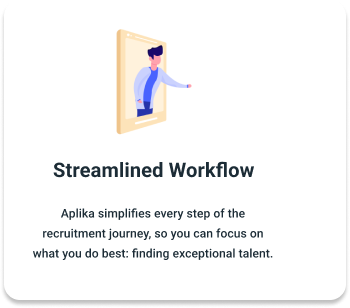 Streamlined Workflow
Aplika simplifies every step of the
recruitment journey, so you can focus on
what you do best: finding exceptional talent.